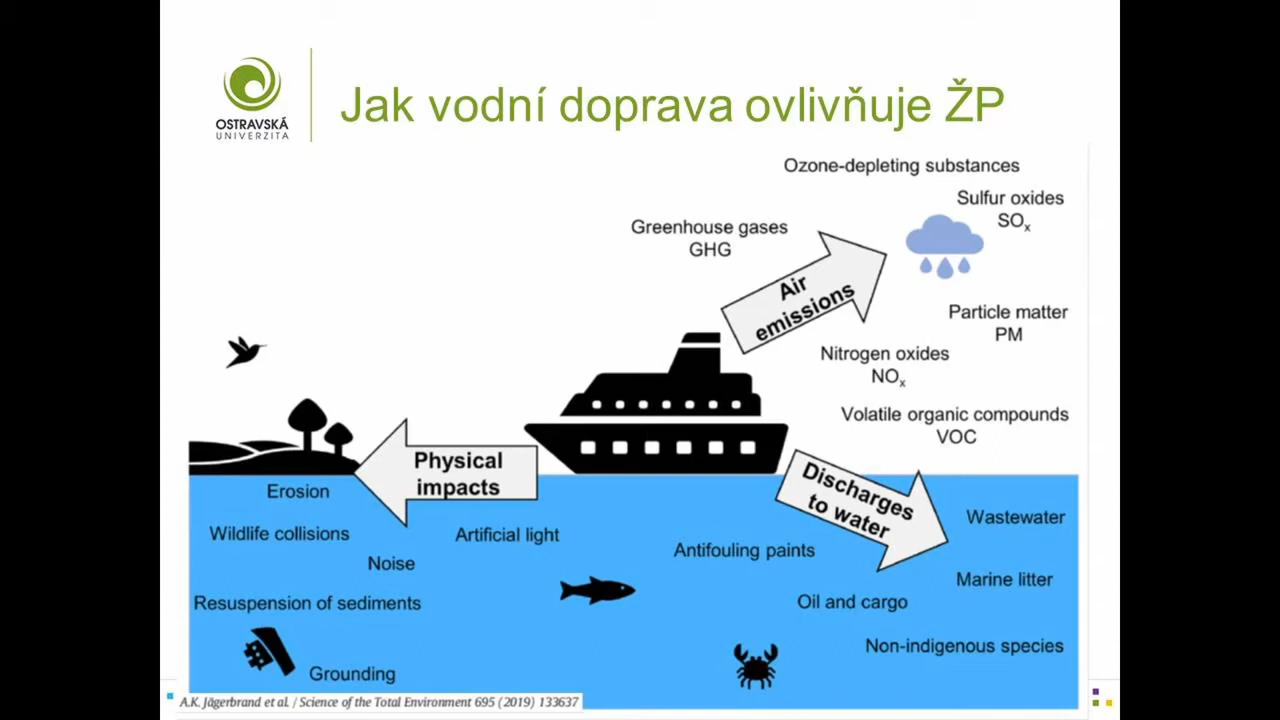 OSTRAVSKÁ
UNIVERZITA
Jak vodní doprava ovlivňuje ŽP
Ozone-depleting substances
Sulfur oxides
SOx
Greenhouse gases
GHG
Air
emissions
Particle matter
PM
Nitrogen oxides
NOx
Volatile organic compounds
VOC
Physical
impacts
Discharges
to water
Erosion
Wildlife collisions
Artificial light
Noise
Resuspension of sediments
Grounding
Wastewater
Antifouling paints
Marine litter
Oil and cargo
Non-indigenous species
A.K. Jägerbrand et al. / Science of the Total Environment 695 (2019) 133637